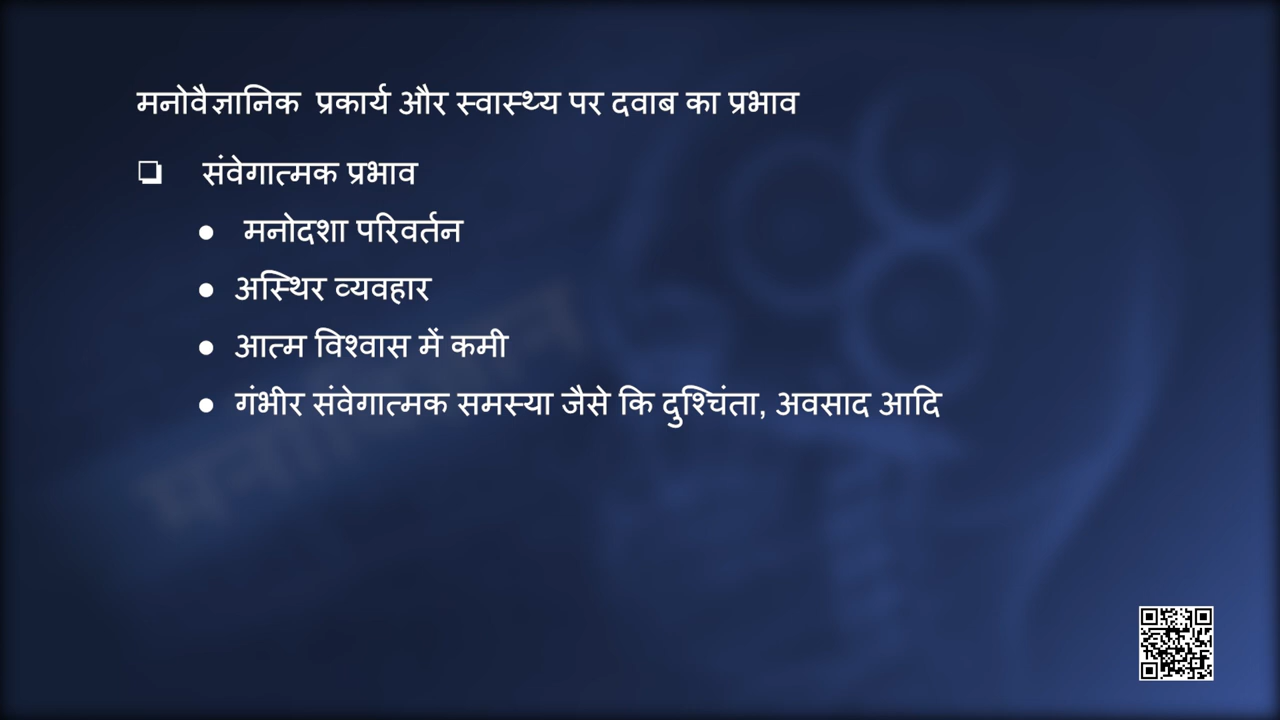 मनोवैज्ञानिक प्रकार्य और स्वास्थ्य पर दवाब का प्रभाव
❏ संवेगात्मक प्रभाव
● मनोदशा परिवर्तन
● अस्थिर व्यवहार
● आत्म विश्वास में कमी
● गंभीर संवेगात्मक समस्या जैसे कि दुश्चिंता, अवसाद आदि
मनोविज्ञान